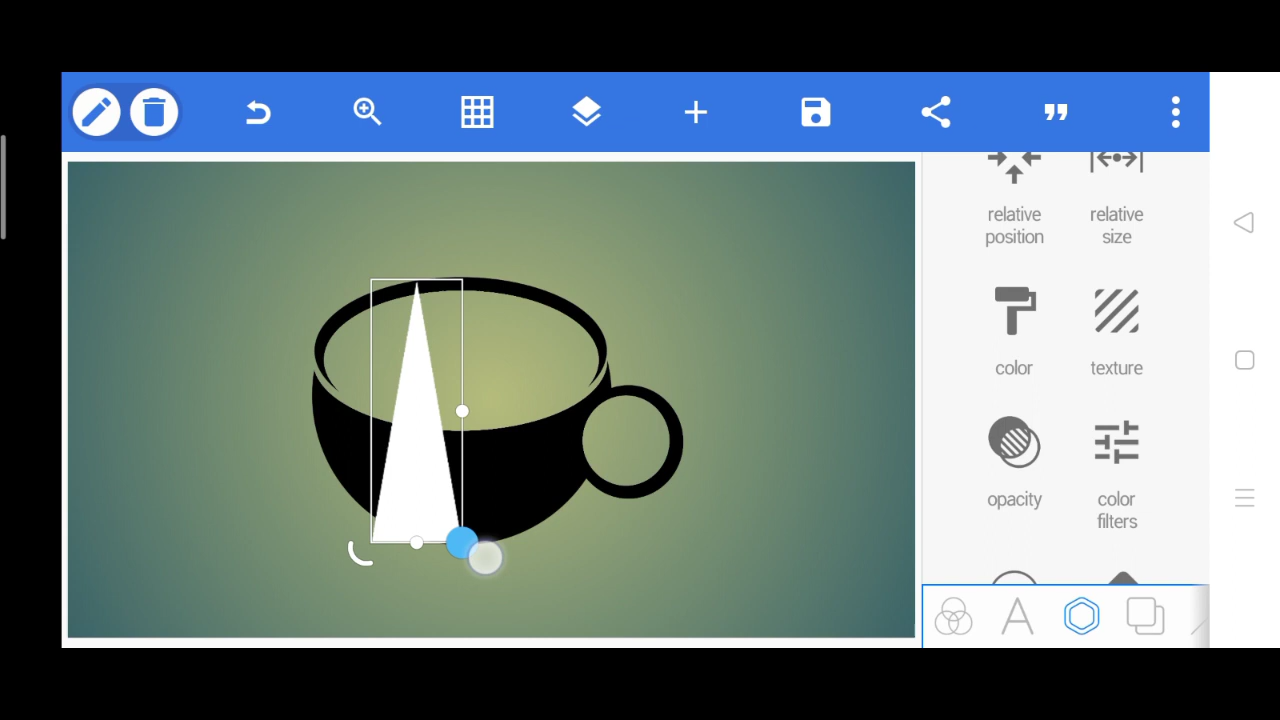 relative
position
relative
size
color
texture
opacity
color
filters